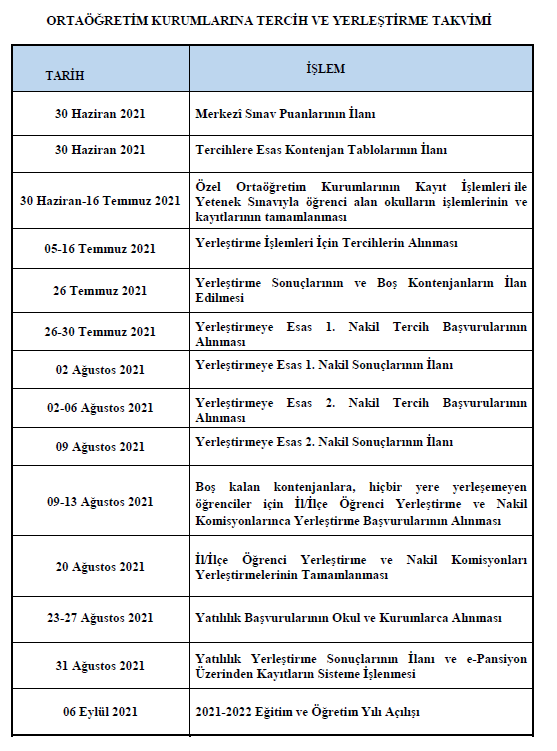 ORTAÖĞRETİM KURUMLARINA TERCİH VE YERLEŞTİRME TAKVİMİ
TARİH
İŞLEM
30 Haziran 2021
Merkezî Sınav Puanlarının İlanı
30 Haziran 2021
Tercihlere Esas Kontenjan Tablolarının İlanı
30 Haziran-16 Temmuz 2021
Özel Ortaöğretim Kurumlarının Kayıt İşlemleri ile
Yetenek Sınavıyla öğrenci alan okulların işlemlerinin ve
kayıtlarının tamamlanması
05-16 Temmuz 2021
Yerleştirme İşlemleri İçin Tercihlerin Alınması
26 Temmuz 2021
Yerleştirme Sonuçlarının ve Boş Kontenjanların İlan
Edilmesi
26-30 Temmuz 2021
Yerleştirmeye Esas 1. Nakil Tercih Başvurularının
Alınması
02 Ağustos 2021
Yerleştirmeye Esas 1. Nakil Sonuçlarının İlanı
02-06 Ağustos 2021
Yerleştirmeye Esas 2. Nakil Tercih Başvurularının
Alınması
09 Ağustos 2021
Yerleştirmeye Esas 2. Nakil Sonuçlarının İlanı
09-13 Ağustos 2021
Boş kalan kontenjanlara, hiçbir yere yerleşemeyen
öğrenciler için İl/İlçe Öğrenci Yerleştirme ve Nakil
Komisyonlarınca Yerleştirme Başvurularının Alınması
20 Ağustos 2021
İl/İlçe Öğrenci Yerleştirme ve Nakil Komisyonları
Yerleştirmelerinin Tamamlanması
23-27 Ağustos 2021
Yatılılık Başvurularının Okul ve Kurumlarca Alınması
31 Ağustos 2021
Yatılılık Yerleştirme Sonuçlarının İlanı ve e-Pansiyon
Üzerinden Kayıtların Sisteme İşlenmesi
06 Eylül 2021
2021-2022 Eğitim ve Öğretim Yılı Açılışı